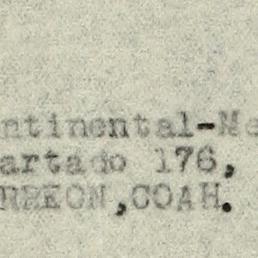 ntinental-Me
artado 176,
RREON,COAH.